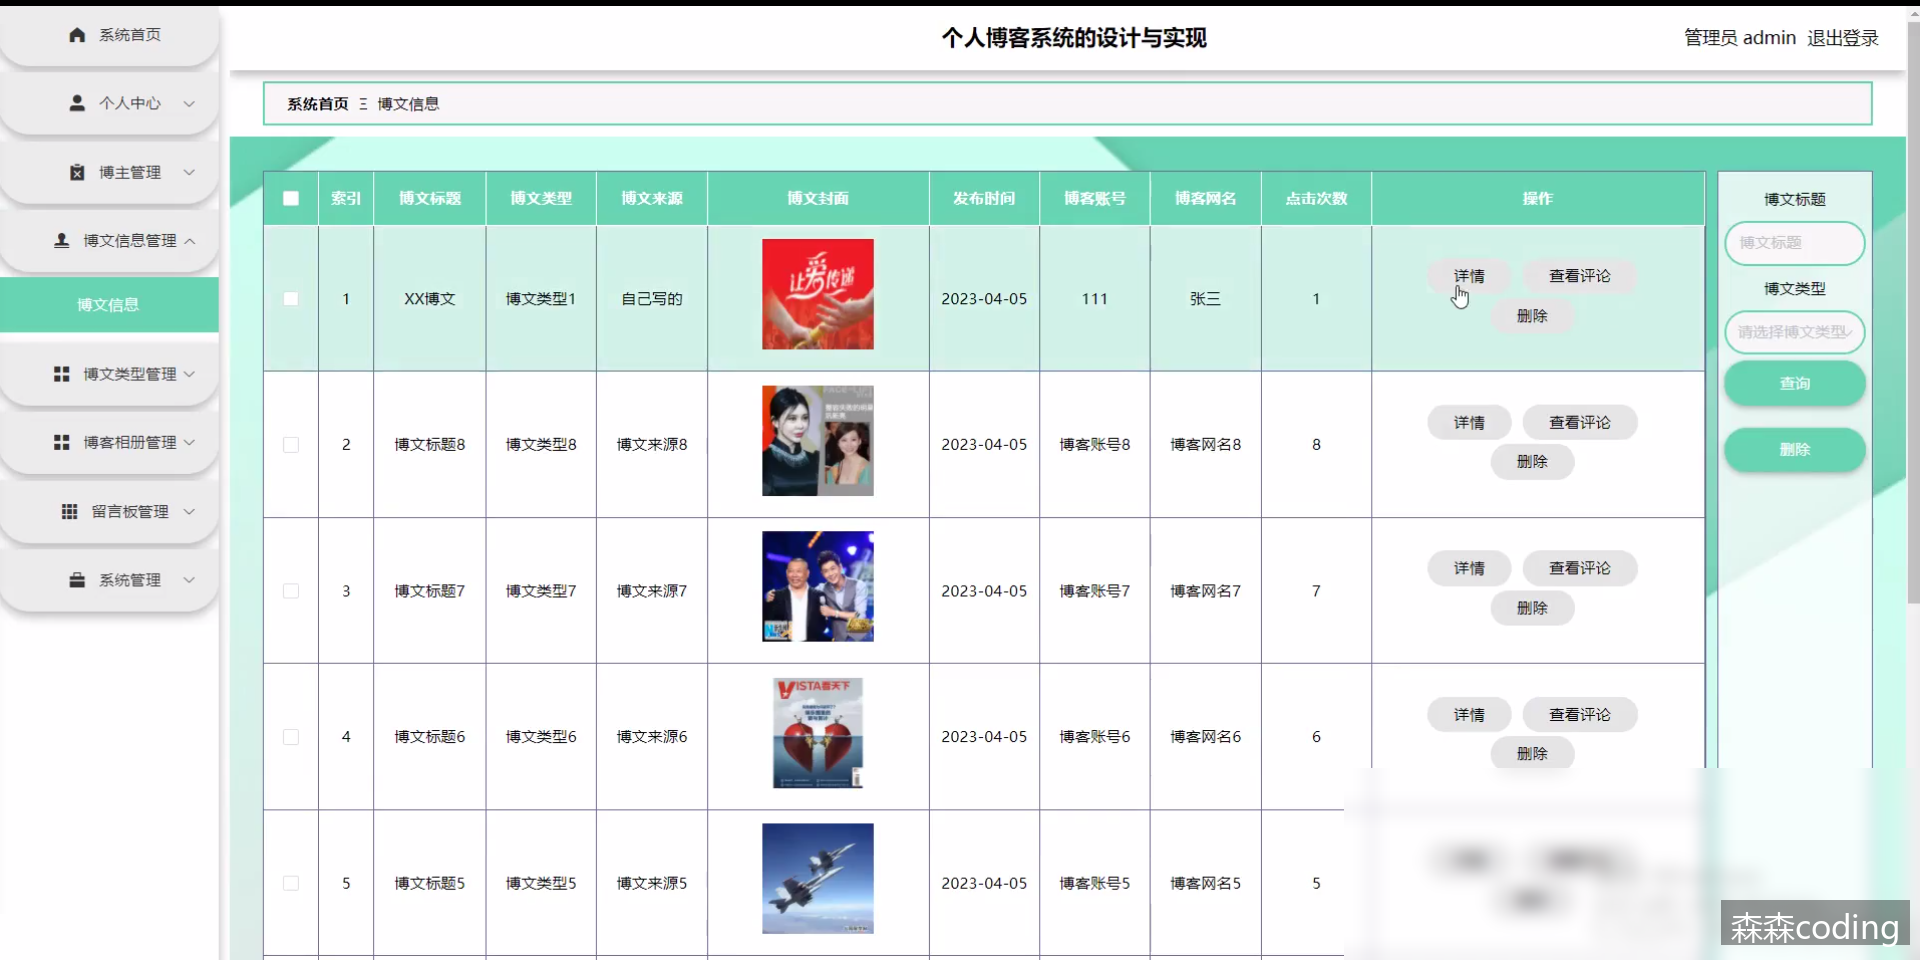 系统首页
个人中心
博主管理
博文信息管理
博文信息
博文类型管理
博客相册管理
留言板管理
系统管理
个人博客系统的设计与实现
管理员 admin 退出登录
系统首页 Ξ 博文信息
索引 博文标题 博文类型 博文来源 博文封面 发布时间 博客账号 博客网名 点击次数 操作
1 XX博文 博文类型1 自己写的 让爱传递 2023-04-05 111 张三 1 详情 查看评论
删除
2 博文标题8 博文类型8 博文来源8 2023-04-05 博客账号8 博客网名8 8 详情 查看评论
删除
3 博文标题7 博文类型7 博文来源7 2023-04-05 博客账号7 博客网名7 7 详情 查看评论
删除
VISTA看天下
4 博文标题6 博文类型6 博文来源6 2023-04-05 博客账号6 博客网名6 6 详情 查看评论
删除
5 博文标题5 博文类型5 博文来源5 2023-04-05 博客账号5 博客网名5 5
博文标题
博文标题
博文类型
请选择博文类型
查询
删除
森森coding